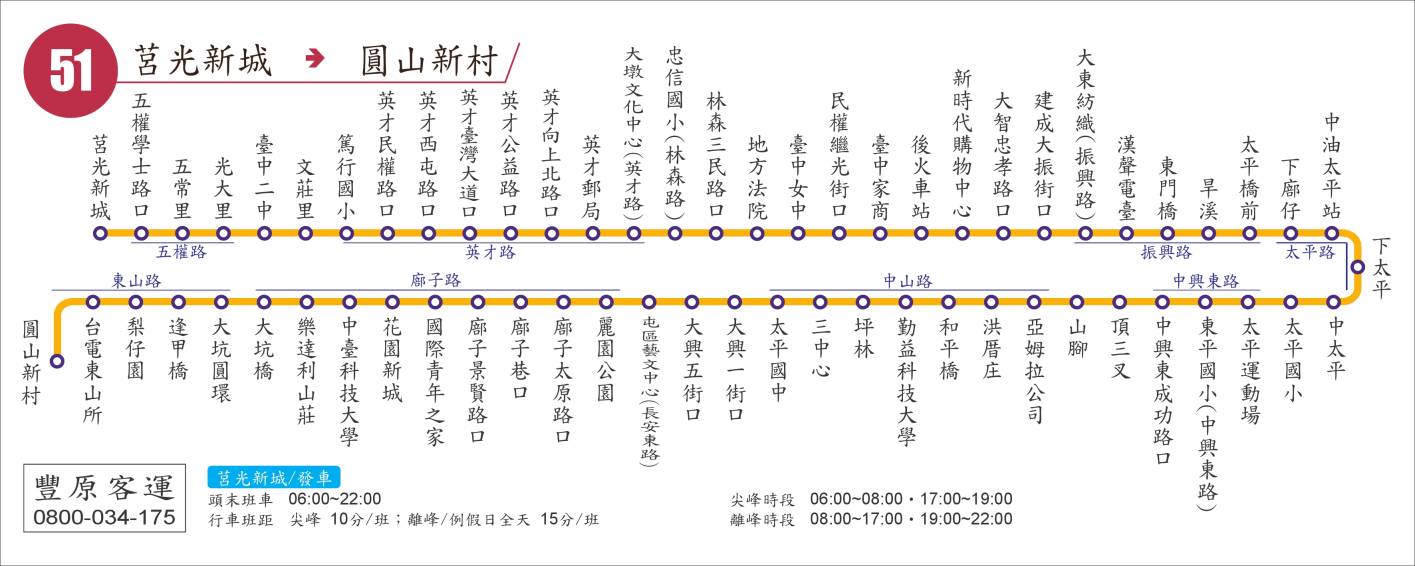 51
莒光新城 → 圓山新村
莒光新城
五權學士路口
五常里
光大里
臺中二中
文莊里
篤行國小
英才民權路口
英才西屯路口
英才臺灣大道口
英才公益路口
英才向上北路口
英才郵局
大墩文化中心(英才路)
忠信國小(林森路)
林森三民路口
地方法院
臺中女中
民權繼光街口
臺中家商
後火車站
新時代購物中心
大智忠孝路口
建成大振街口
大東紡織(振興路)
漢聲電臺
東門橋
旱溪
太平橋前
下廍仔
中油太平站
下太平
五權路
英才路
振興路
太平路
東山路
廍子路
中山路
中興東路
圓山新村
台電東山所
梨仔園
逢甲橋
大坑圓環
大坑橋
樂達利山莊
中臺科技大學
花園新城
國際青年之家
廍子景賢路口
廍子巷口
廍子太原路口
麗園公園
屯區藝文中心(長安東路)
大興五街口
大興一街口
太平國中
三中心
坪林
勤益科技大學
和平橋
洪厝庄
亞姆拉公司
山腳
頂三叉
中興東成功路口
東平國小(中興東路)
太平運動場
太平國小
中太平
豐原客運
0800-034-175
莒光新城/發車
頭末班車 06:00~22:00
行車班距 尖峰 10分/班；離峰/例假日全天 15分/班
尖峰時段 06:00~08:00・17:00~19:00
離峰時段 08:00~17:00・19:00~22:00